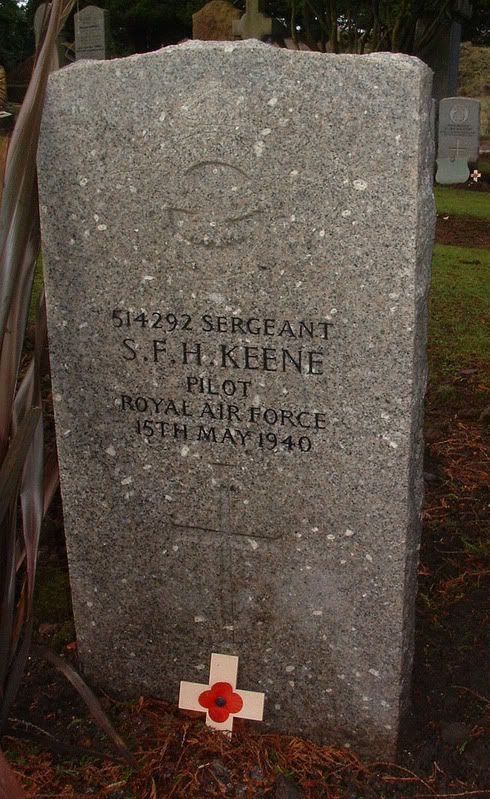 514292 SERGEANT
S.F.H. KEENE
PILOT
ROYAL AIR FORCE
15TH MAY 1940